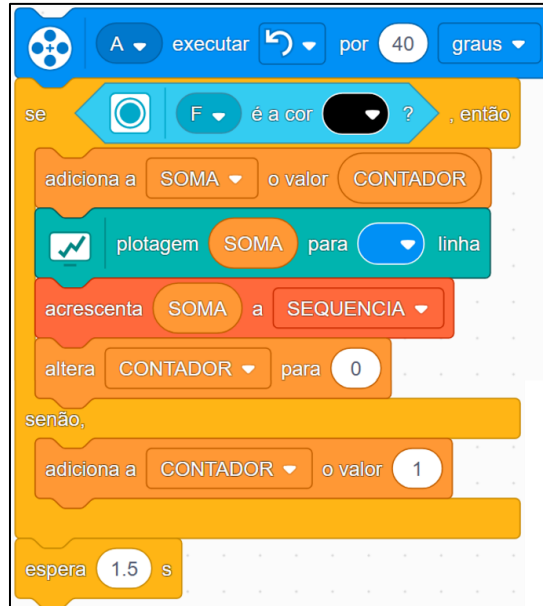 A executar por 40 graus
se F é a cor ? , então
adiciona a SOMA o valor CONTADOR
plotagem SOMA para linha
acrescenta SOMA a SEQUENCIA
altera CONTADOR para 0
senão,
adiciona a CONTADOR o valor 1
espera 1.5 s